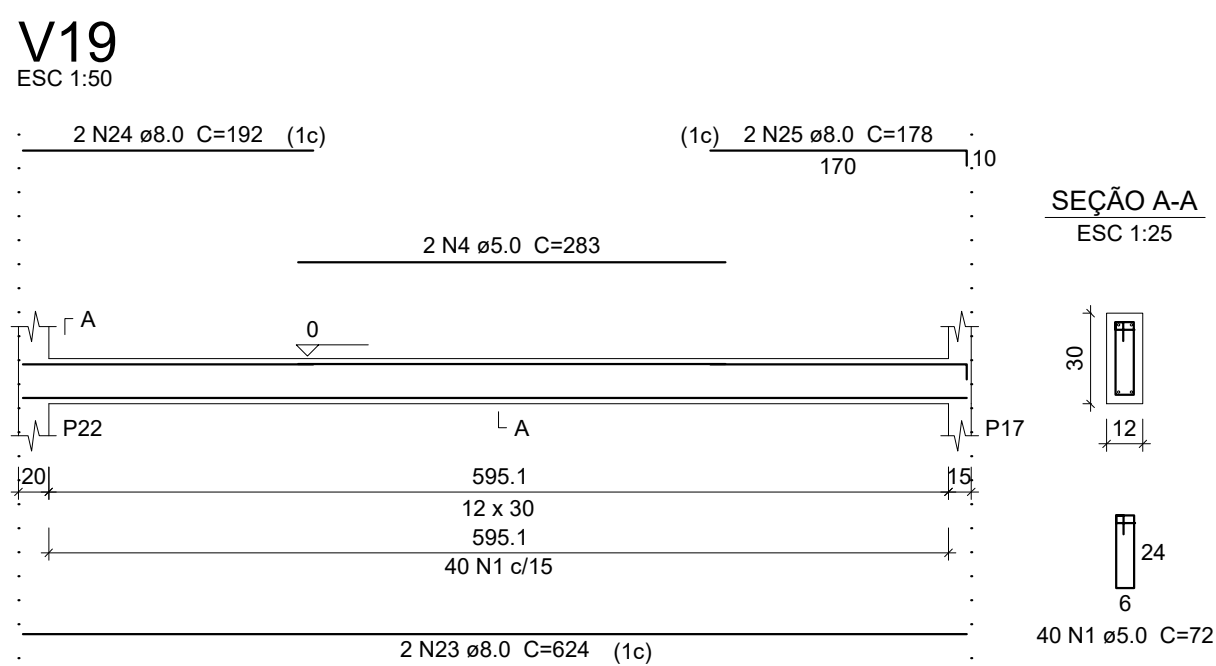 V19
ESC 1:50
2 N24 ø8.0 C=192 (1c)
(1c) 2 N25 ø8.0 C=178
170
10
SEÇÃO A-A
ESC 1:25
2 N4 ø5.0 C=283
A
0
30
P22
A
P17
12
20
595.1
15
12 x 30
595.1
40 N1 c/15
24
6
40 N1 ø5.0 C=72
2 N23 ø8.0 C=624 (1c)